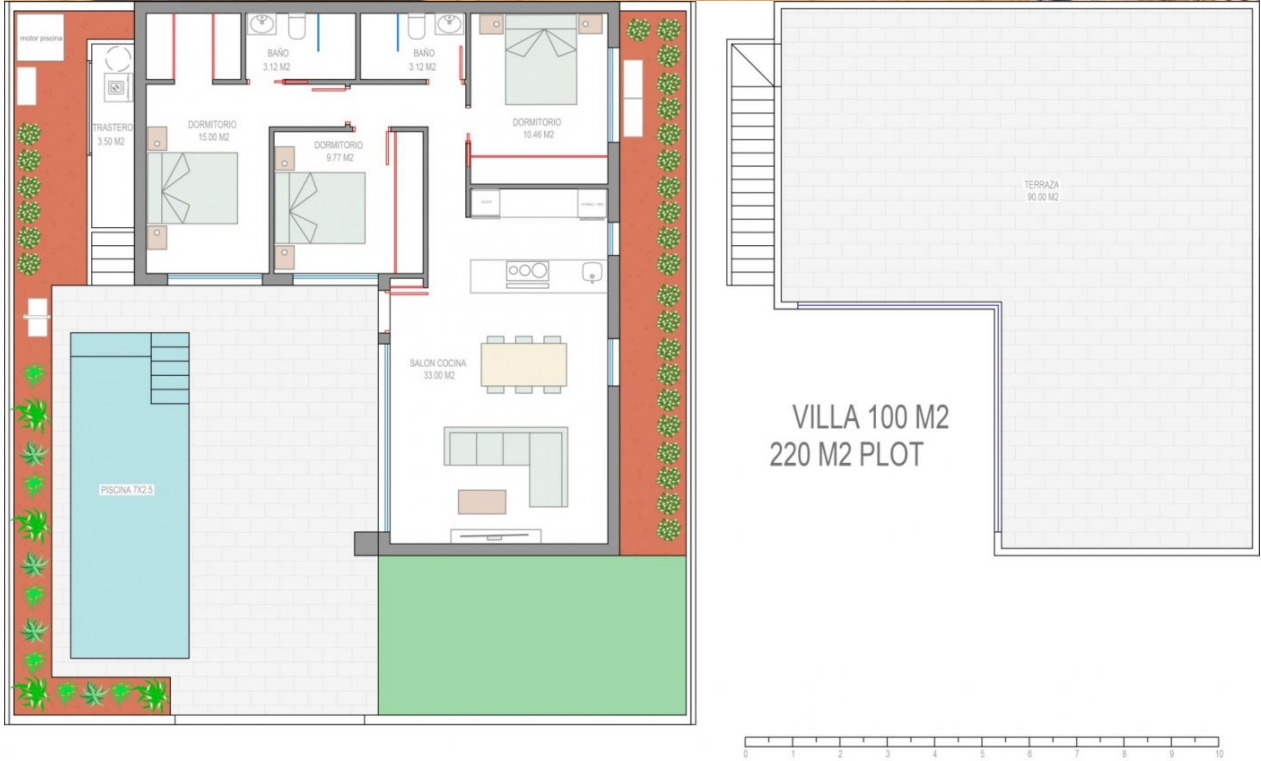 motor piscina
BAÑO
3.12 M2
BAÑO
3.12 M2
TRASTERO
3.50 M2
DORMITORIO
15.00 M2
DORMITORIO
9.77 M2
DORMITORIO
10.46 M2
SALON COCINA
33.00 M2
PISCINA 7X2.5
TERRAZA
90.00 M2
VILLA 100 M2
220 M2 PLOT
0 1 2 3 4 5 6 7 8 9 10